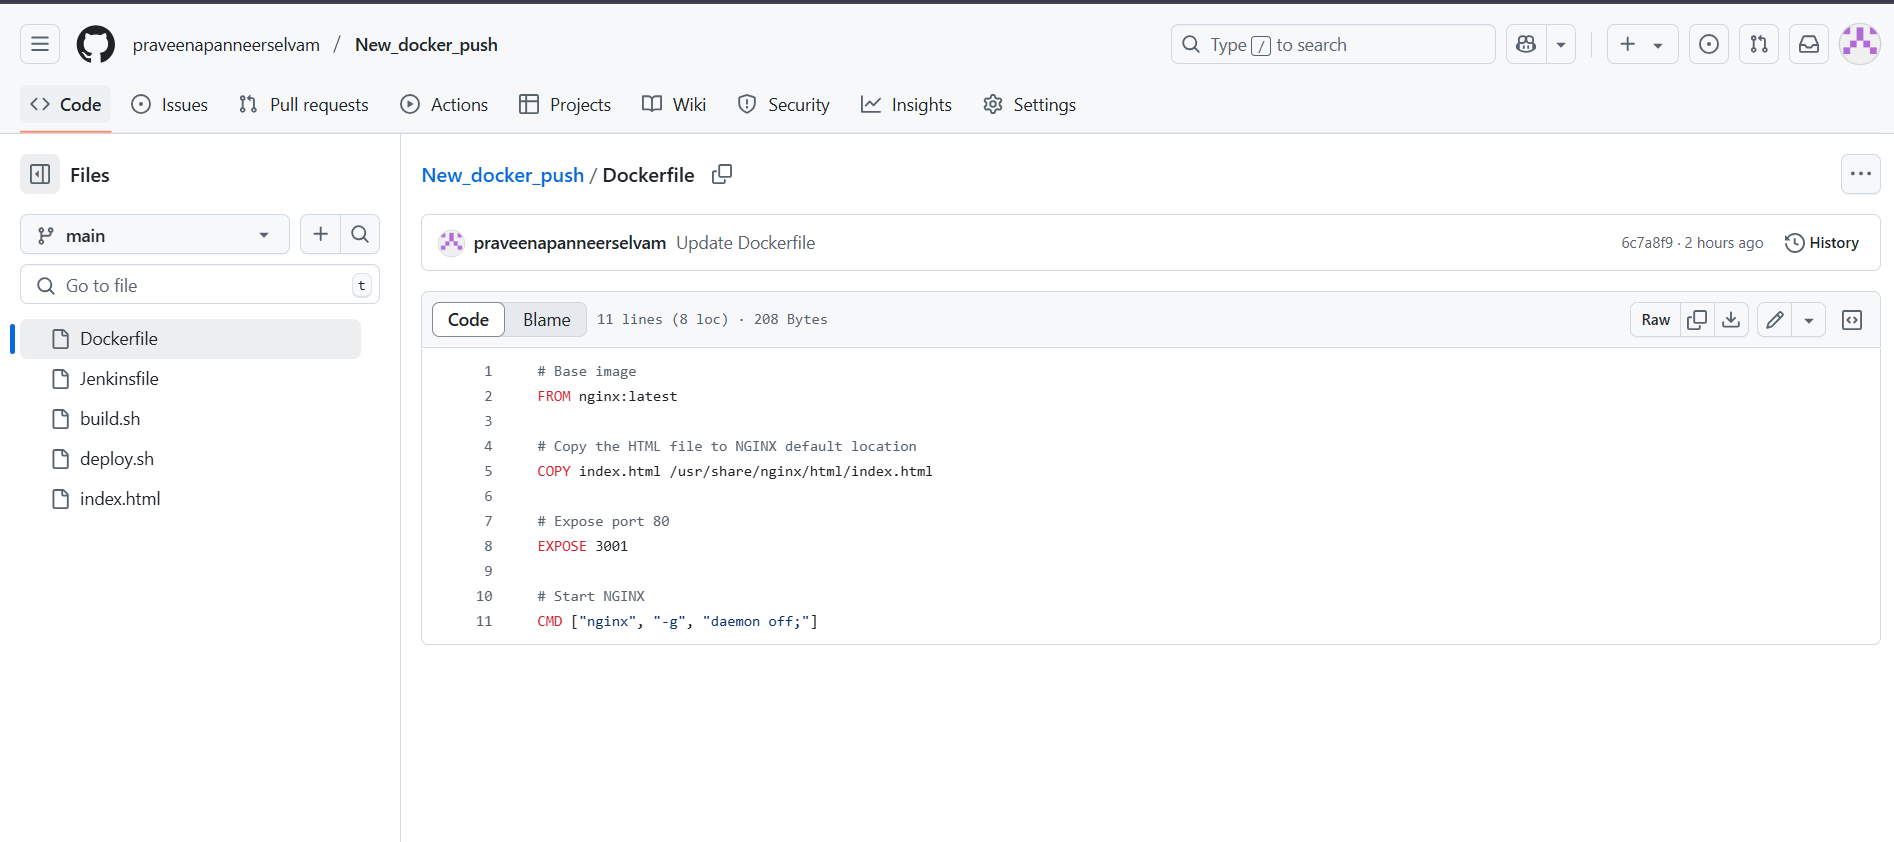 praveenapanneerselvam / New_docker_push
Type / to search
Code
Issues
Pull requests
Actions
Projects
Wiki
Security
Insights
Settings
Files
main
Go to file
t
Dockerfile
Jenkinsfile
build.sh
deploy.sh
index.html
New_docker_push / Dockerfile
praveenapanneerselvam Update Dockerfile
6c7a8f9 · 2 hours ago
History
Code
Blame
11 lines (8 loc) · 208 Bytes
Raw
1 # Base image
2 FROM nginx:latest
3
4 # Copy the HTML file to NGINX default location
5 COPY index.html /usr/share/nginx/html/index.html
6
7 # Expose port 80
8 EXPOSE 3001
9
10 # Start NGINX
11 CMD ["nginx", "-g", "daemon off;"]